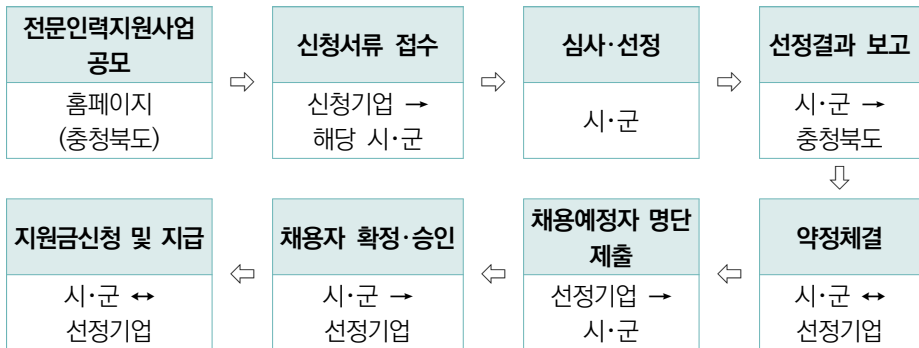 전문인력지원사업
공모
홈페이지
(충청북도)
⇨
신청서류 접수
신청기업 →
해당 시·군
⇨
심사·선정
시·군
⇨
선정결과 보고
시·군 →
충청북도
⇩
약정체결
시·군 ↔
선정기업
⇦
채용예정자 명단
제출
선정기업 →
시·군
⇦
채용자 확정·승인
시·군 →
선정기업
⇦
지원금신청 및 지급
시·군 ↔
선정기업